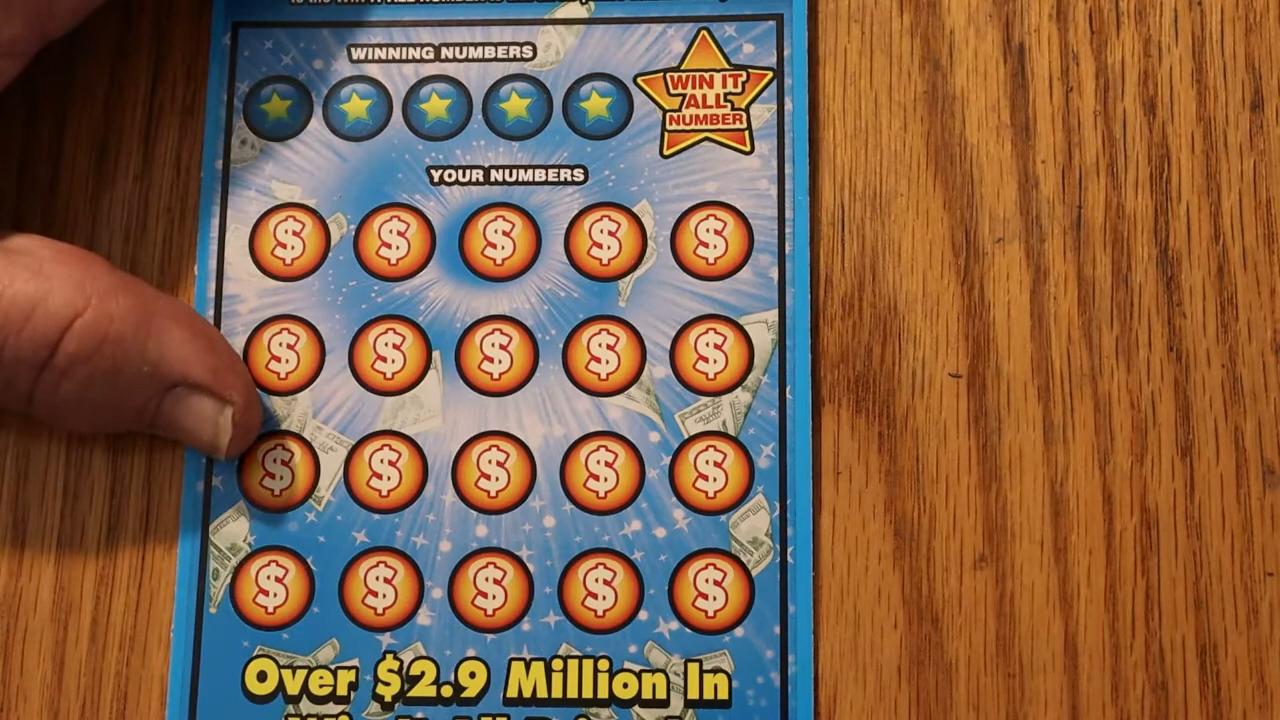 WINNING NUMBERS
WIN IT
ALL
NUMBER
YOUR NUMBERS
$ $ $ $ $
$ $ $ $ $
$ $ $ $ $
$ $ $ $ $
Over $2.9 Million In